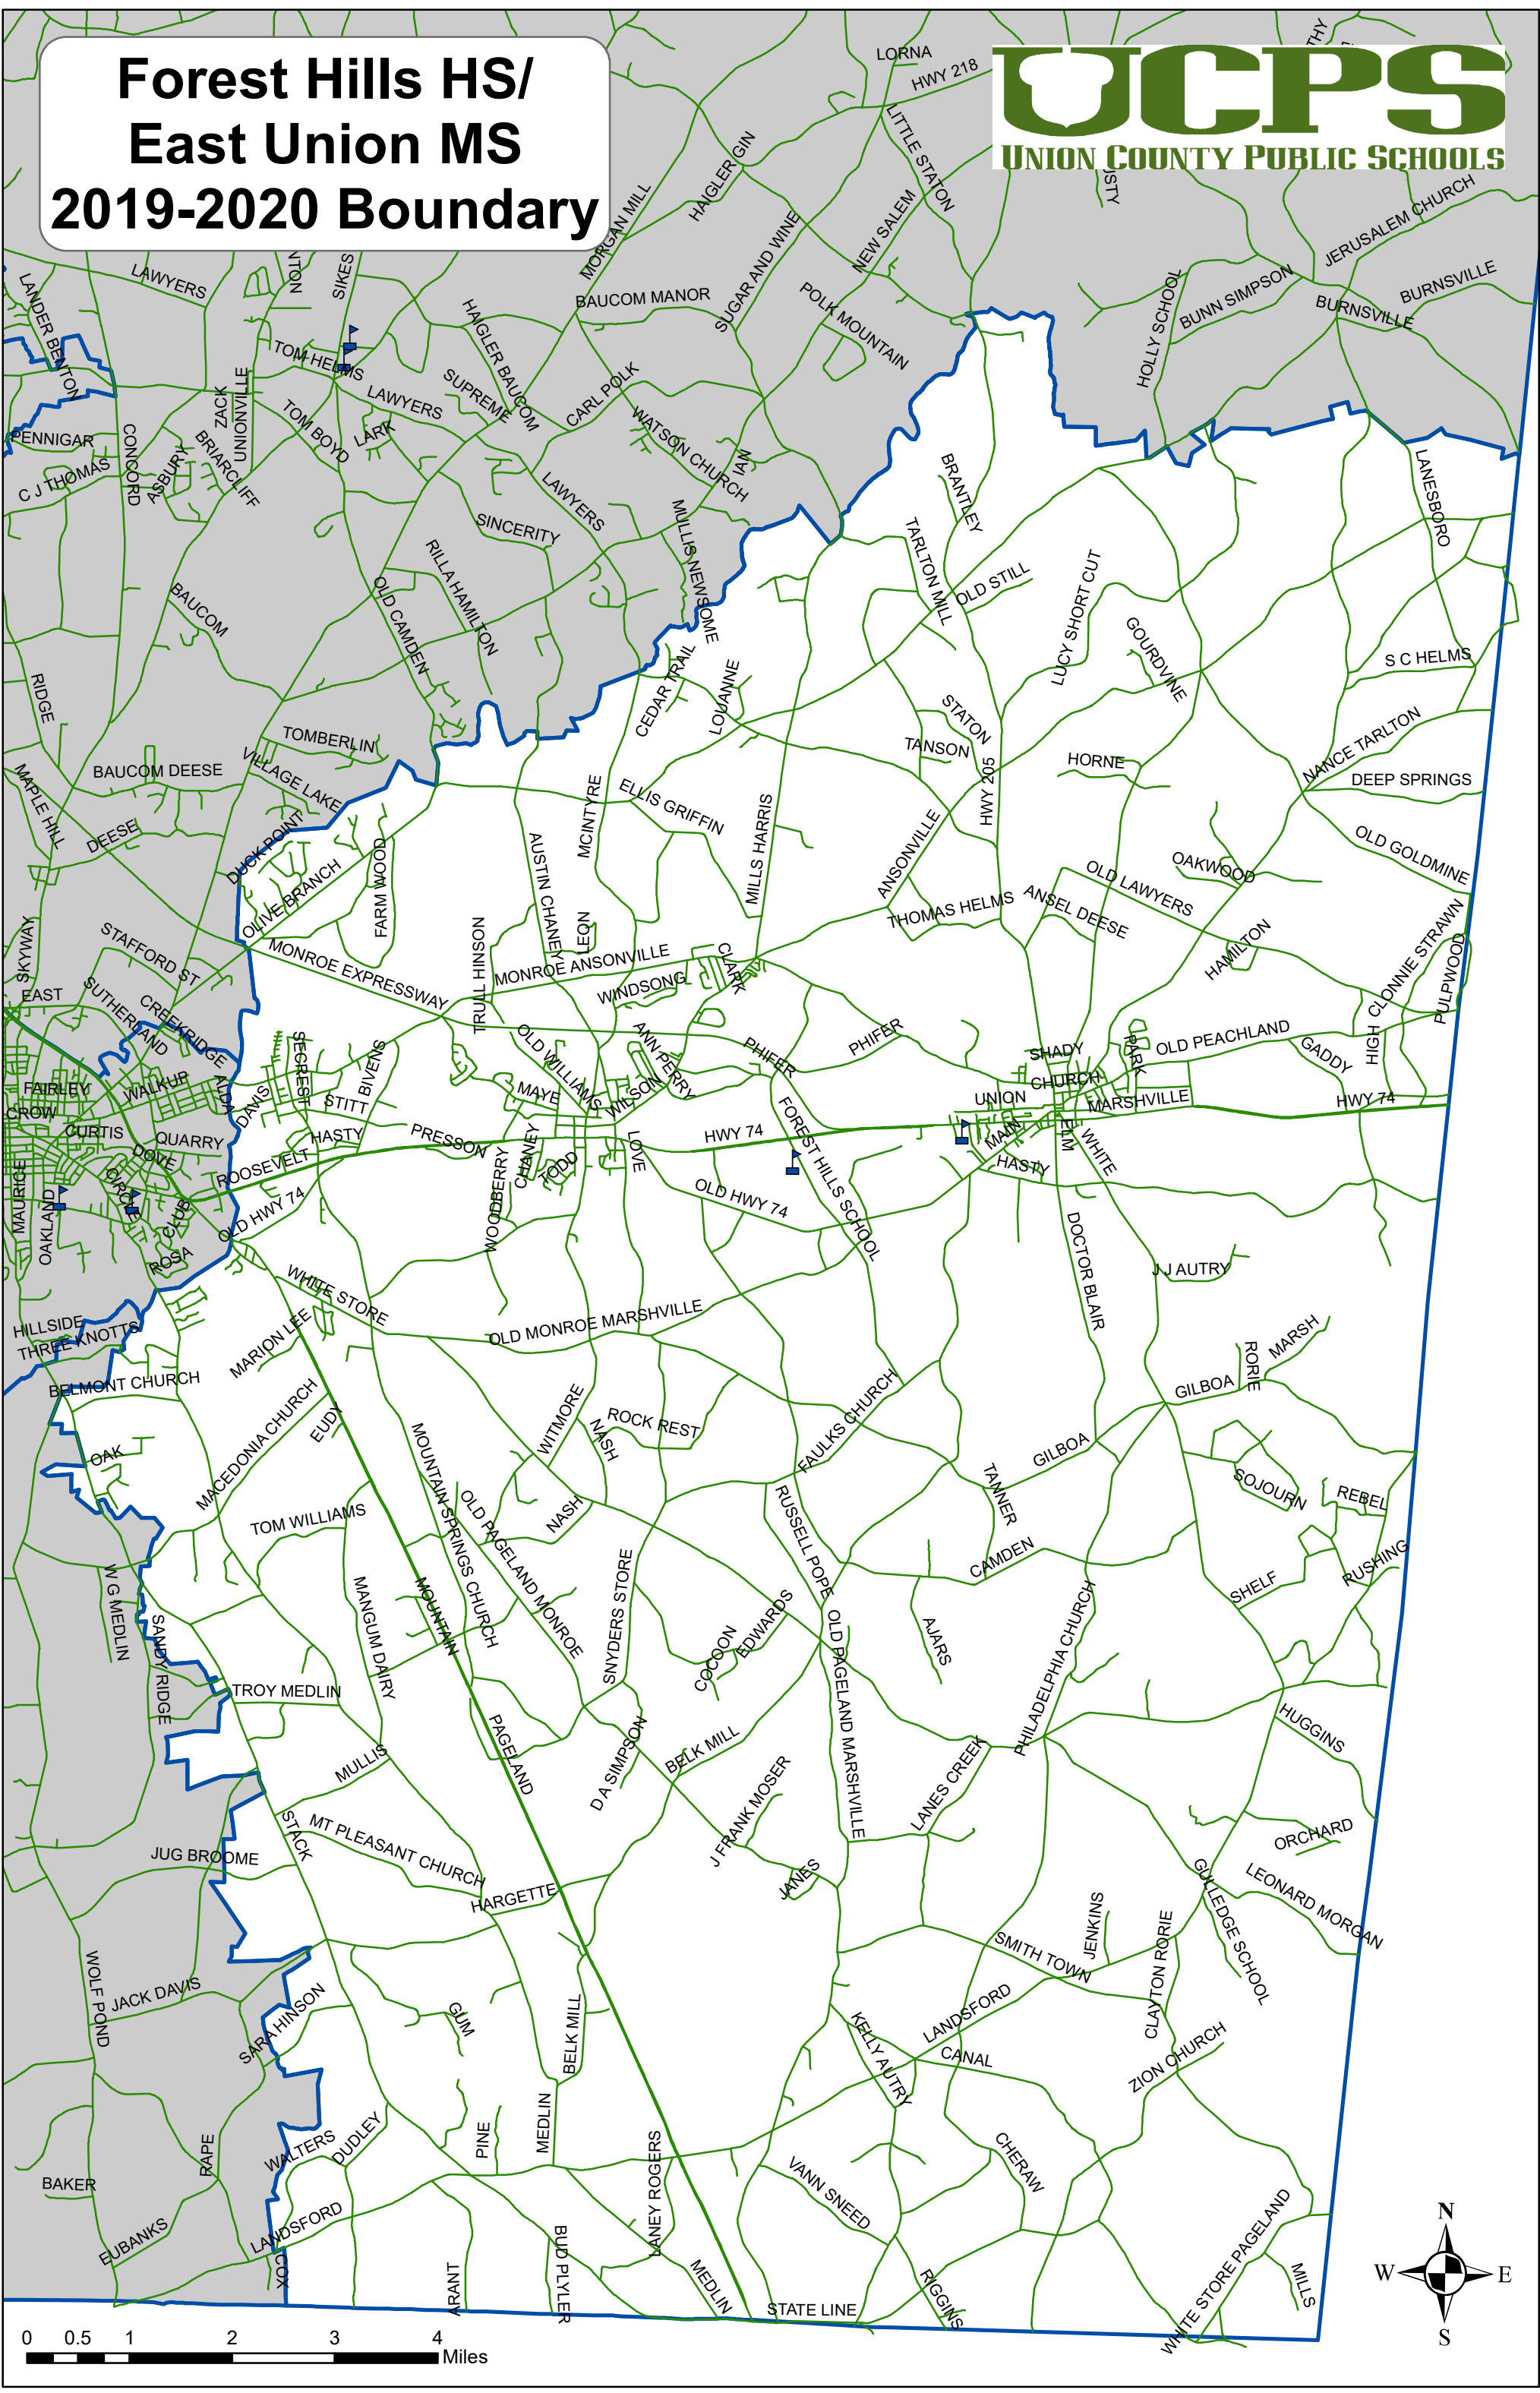 Forest Hills HS/
East Union MS
2019-2020 Boundary
UCPS
UNION COUNTY PUBLIC SCHOOLS
LORNA
HWY 218
LITTLE STATON
HAIGLER GIN
MORGAN MILL
SUGAR AND WINE
NEW SALEM
USTY
THY
JERUSALEM CHURCH
HOLLY SCHOOL
BUNN SIMPSON
BURNSVILLE
BURNSVILLE
LAWYERS
NTON
SIKES
LANDER BENTON
BAUCOM MANOR
POLK MOUNTAIN
HAIGLER BAUCOM
TOM HELMS
LAWYERS
SUPREME
CARL POLK
WATSON CHURCH
IAN
ZACK
UNIONVILLE
TOM BOYD
LARK
PENNIGAR
C J THOMAS
CONCORD
ASBURY
BRIARCLIFF
LAWYERS
SINCERITY
MULLIS NEWSOME
RILLA HAMILTON
OLD CAMDEN
BAUCOM
BRANTLEY
TARLTON MILL
OLD STILL
LANESBORO
LUCY SHORT CUT
GOURDVINE
S C HELMS
CEDAR TRAIL
LOUANNE
RIDGE
TOMBERLIN
BAUCOM DEESE
VILLAGE LAKE
STATON
TANSON
HWY 205
HORNE
NANCE TARLTON
DEEP SPRINGS
MAPLE HILL
DEESE
DUCK POINT
OLIVE BRANCH
FARM WOOD
MCINTYRE
ELLIS GRIFFIN
MILLS HARRIS
ANSONVILLE
AUSTIN CHANEY
LEON
OLD GOLDMINE
OAKWOOD
OLD LAWYERS
THOMAS HELMS
ANSEL DEESE
HAMILTON
CLONNIE STRAWN
PULPWOOD
SKYWAY
STAFFORD ST
MONROE EXPRESSWAY
TRULL HINSON
MONROE ANSONVILLE
WINDSONG
CLARK
EAST
SUTHERLAND
CREEKRIDGE
SECREST
BIVENS
OLD WILLIAMS
ANN PERRY
PHIFER
PHIFER
SHADY
PARK
OLD PEACHLAND
GADDY
HIGH
FAIRLEY
WALKUP
ALDA
DAVIS
STITT
MAYE
WILSON
CHURCH
UNION
MARSHVILLE
HWY 74
CROW
CURTIS
QUARRY
DOVE
HASTY
PRESSON
ROOSEVELT
CHANEY
TODD
LOVE
HWY 74
FOREST HILLS SCHOOL
MAIN
ELM
WHITE
HASTY
MAURICE
OAKLAND
CIRCLE
CLUB
ROSA
OLD HWY 74
WOODBERRY
OLD HWY 74
DOCTOR BLAIR
J J AUTRY
HILLSIDE
THREE KNOTTS
WHITE STORE
MARION LEE
OLD MONROE MARSHVILLE
BELMONT CHURCH
MACEDONIA CHURCH
EUDY
OAK
WITMORE
NASH
ROCK REST
FAULKS CHURCH
GILBOA
GILBOA
RORIE
MARSH
TANNER
SOJOURN
REBEL
MOUNTAIN SPRINGS CHURCH
TOM WILLIAMS
OLD PAGELAND MONROE
NASH
RUSSELL POPE
CAMDEN
SHELF
RUSHING
W G MEDLIN
SANDY RIDGE
MANGUM DAIRY
MOUNTAIN
SNYDERS STORE
COCOON
EDWARDS
OLD PAGELAND MARSHVILLE
AJARS
PHILADELPHIA CHURCH
TROY MEDLIN
PAGELAND
D A SIMPSON
BELK MILL
HUGGINS
MULLIS
J FRANK MOSER
LANES CREEK
STACK
MT PLEASANT CHURCH
JUG BROOME
HARGETTE
JANES
ORCHARD
GULLEDGE SCHOOL
LEONARD MORGAN
JENKINS
CLAYTON RORIE
SMITH TOWN
WOLF POND
JACK DAVIS
SARA HINSON
GUM
BELK MILL
KELLY AUTRY
LANDSFORD
CANAL
ZION CHURCH
RAPE
WALTERS
DUDLEY
PINE
MEDLIN
LANEY ROGERS
VANN SNEED
CHERAW
BAKER
EUBANKS
LANDSFORD
COX
ARANT
BUD PLYLER
MEDLIN
STATE LINE
RIGGINS
WHITE STORE PAGELAND
MILLS
N
W
E
S
0 0.5 1 2 3 4
Miles